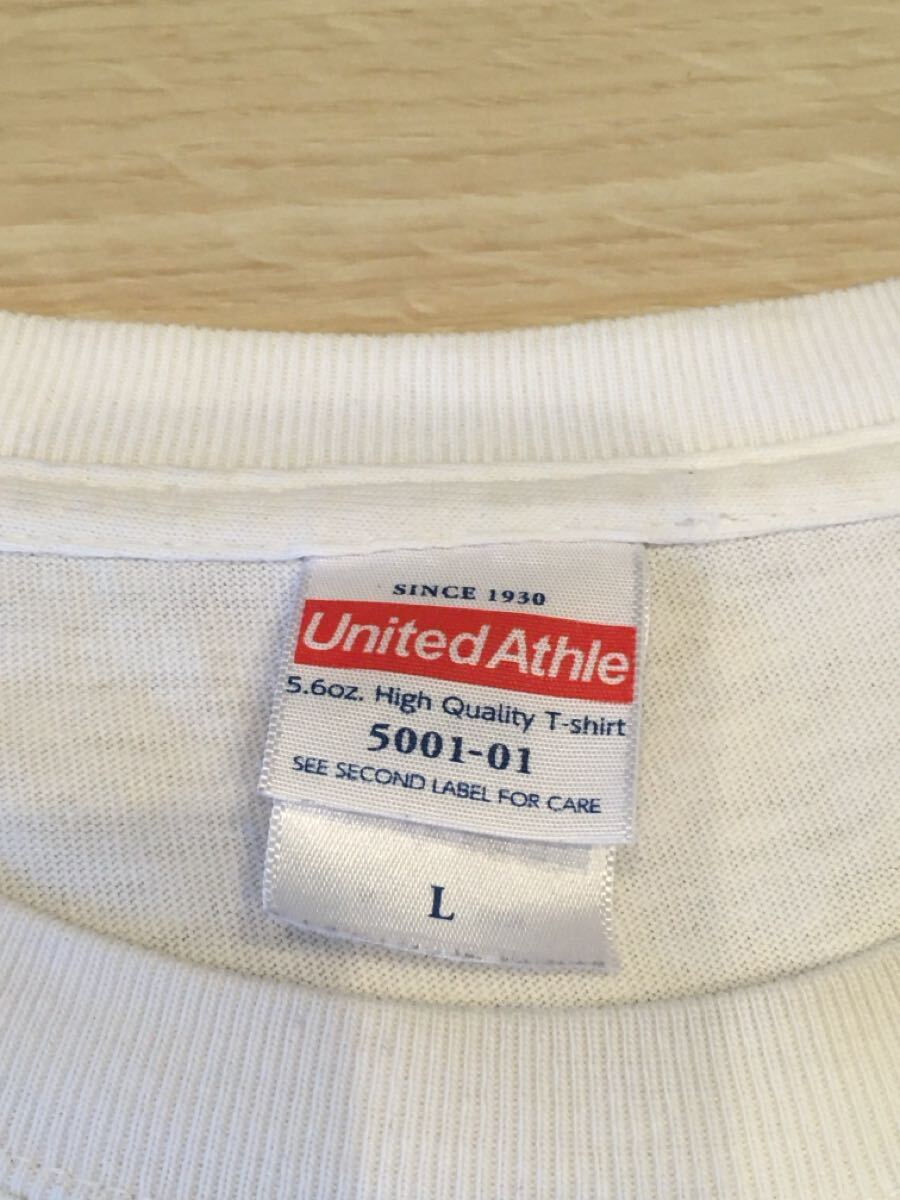 SINCE 1930
United Athle
5.6oz. High Quality T-shirt
5001-01
SEE SECOND LABEL FOR CARE
L